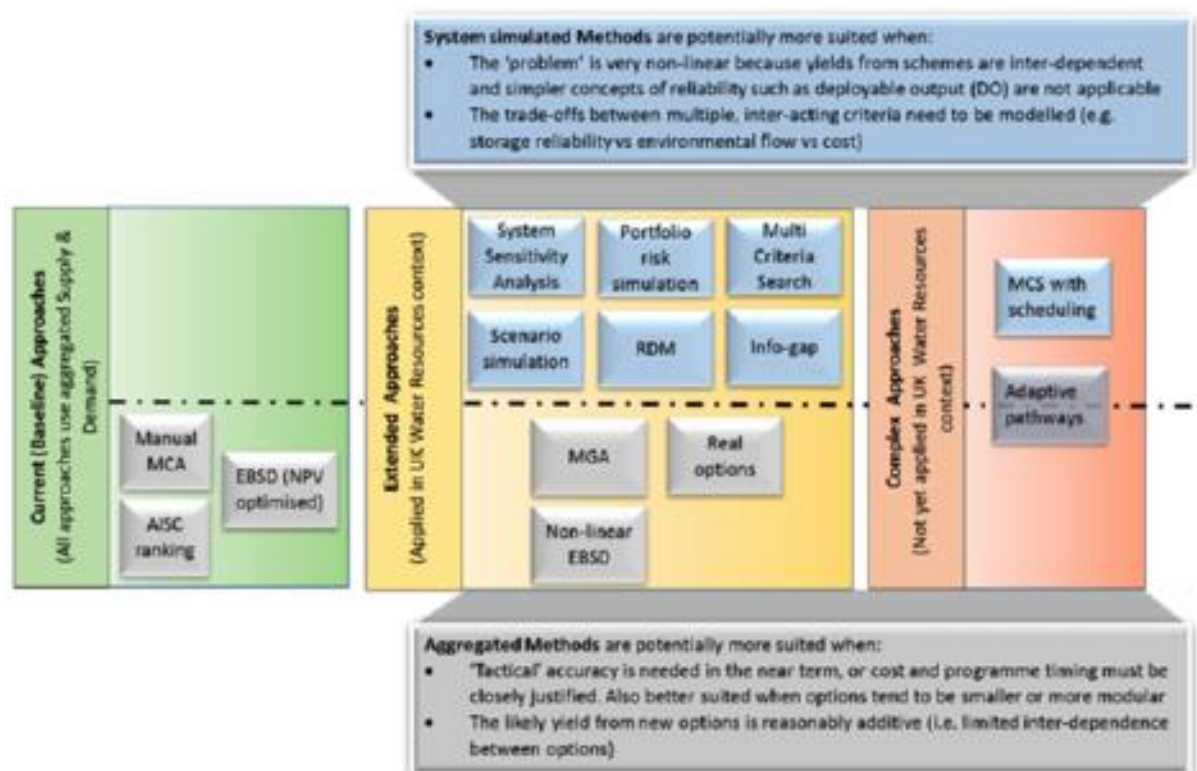 System simulated Methods are potentially more suited when:
• The 'problem' is very non-linear because yields from schemes are inter-dependent
and simpler concepts of reliability such as deployable output (DO) are not applicable
• The trade-offs between multiple, inter-acting criteria need to be modelled (e.g.
storage reliability vs environmental flow vs cost)
Current (Baseline) Approaches
(All approaches use aggregated Supply &
Demand)
Manual
MCA
AISC
ranking
EBSD (NPV
optimised)
Extended Approaches
(Applied in UK Water Resources context)
System
Sensitivity
Analysis
Portfolio
risk
simulation
Multi
Criteria
Search
Scenario
simulation
RDM
Info-gap
MGA
Real
options
Non-linear
EBSD
Complex Approaches
(Not yet applied in UK Water Resources
context)
MCS with
scheduling
Adaptive
pathways
Aggregated Methods are potentially more suited when:
• 'Tactical' accuracy is needed in the near term, or cost and programme timing must be
closely justified. Also better suited when options tend to be smaller or more modular
• The likely yield from new options is reasonably additive (i.e. limited inter-dependence
between options)